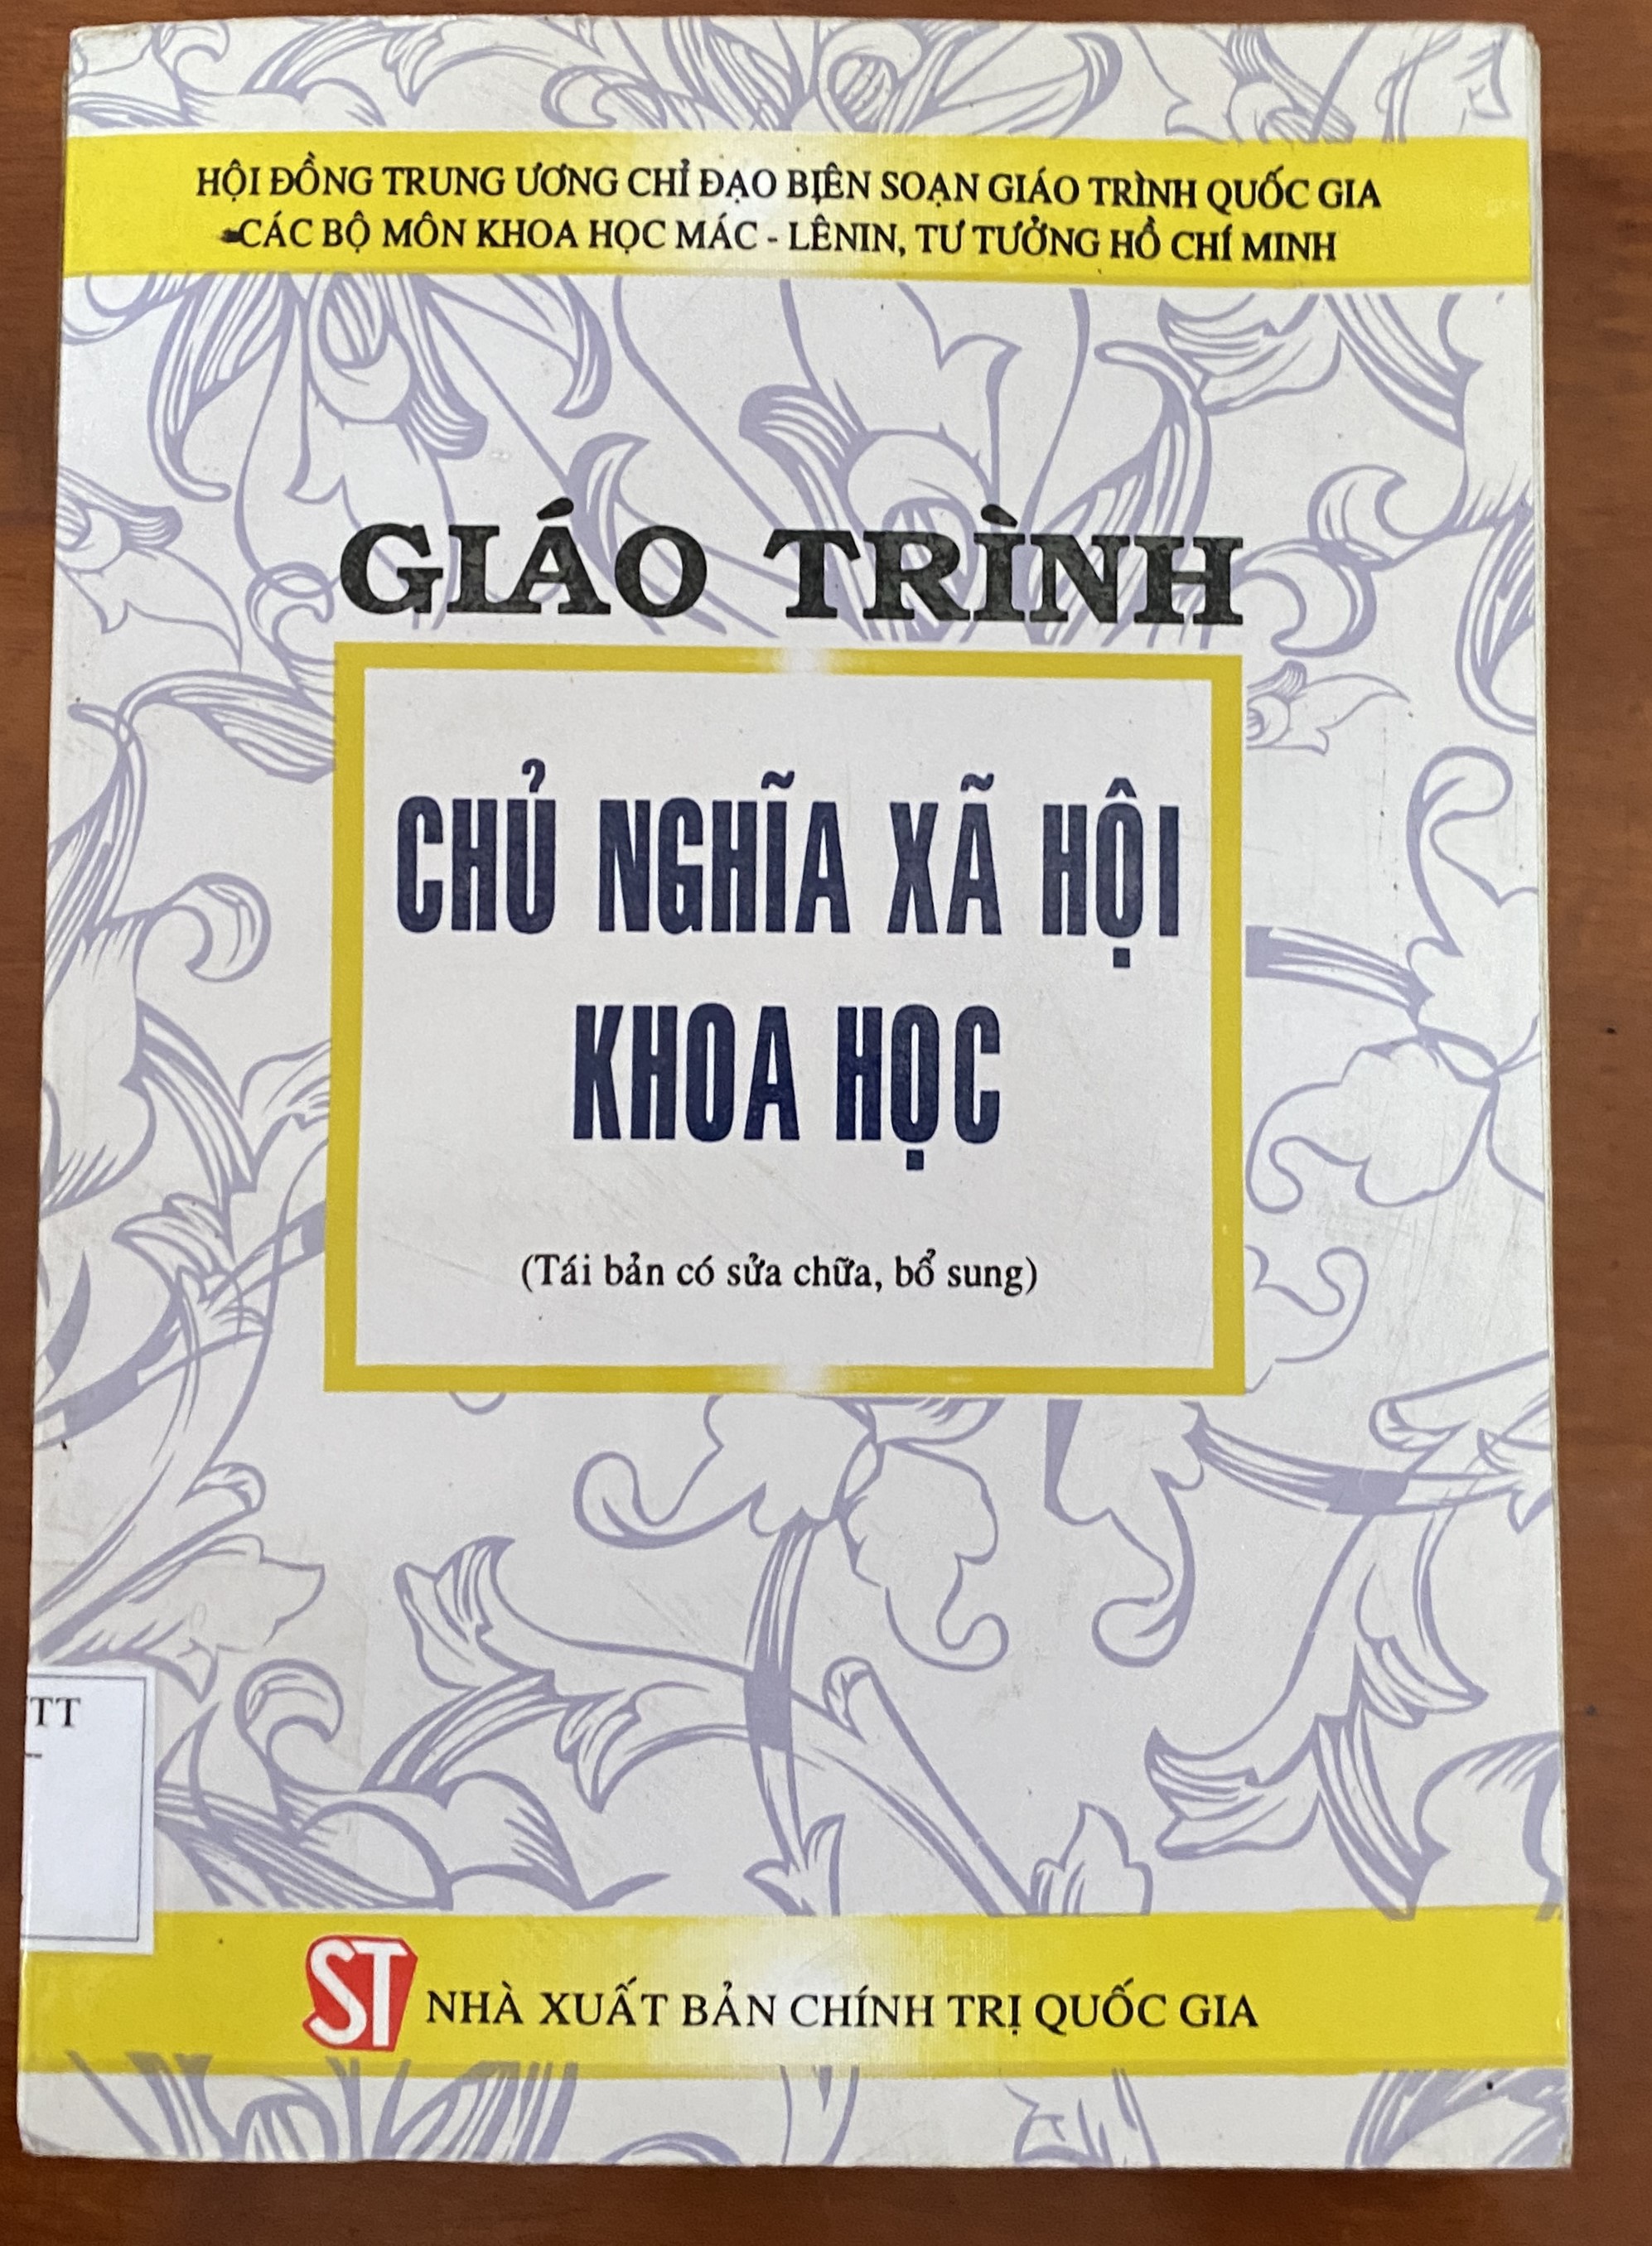 HỘI ĐỒNG TRUNG ƯƠNG CHỈ ĐẠO BIÊN SOẠN GIÁO TRÌNH QUỐC GIA
CÁC BỘ MÔN KHOA HỌC MÁC - LÊNIN, TƯ TƯỞNG HỒ CHÍ MINH
GIÁO TRÌNH
CHỦ NGHĨA XÃ HỘI
KHOA HỌC
(Tái bản có sửa chữa, bổ sung)
TT
ST NHÀ XUẤT BẢN CHÍNH TRỊ QUỐC GIA